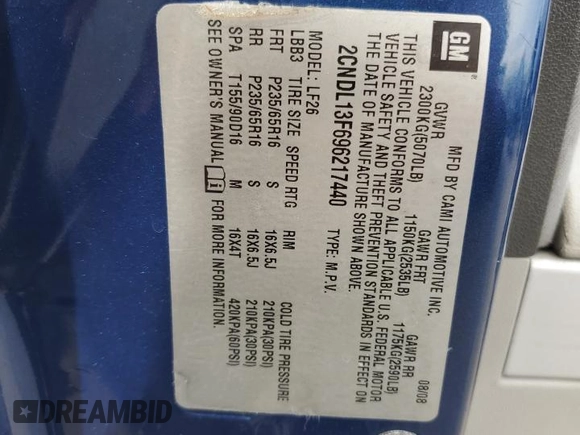 GM
MFD BY CAMI AUTOMOTIVE INC. 08/08
GVWR GAWR FRT GAWR RR
2300KG(5070LB) 1150KG(2535LB) 1175KG(2590LB)
THIS VEHICLE CONFORMS TO ALL APPLICABLE U.S. FEDERAL MOTOR
VEHICLE SAFETY AND THEFT PREVENTION STANDARDS IN EFFECT ON
THE DATE OF MANUFACTURE SHOWN ABOVE.
2CNDL13F696217440 TYPE: M.P.V.
MODEL: LF26
LBB3 TIRE SIZE SPEED RTG RIM COLD TIRE PRESSURE
FRT P235/65R16 S 16X6.5J 210KPA(30PSI)
RR P235/65R16 S 16X6.5J 210KPA(30PSI)
SPA T155/90D16 M 16X4T 420KPA(60PSI)
SEE OWNER'S MANUAL FOR MORE INFORMATION.
DREAMBID